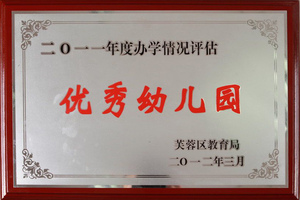 二〇一一年度办学情况评估
优秀幼儿园
芙蓉区教育局
二〇一二年三月